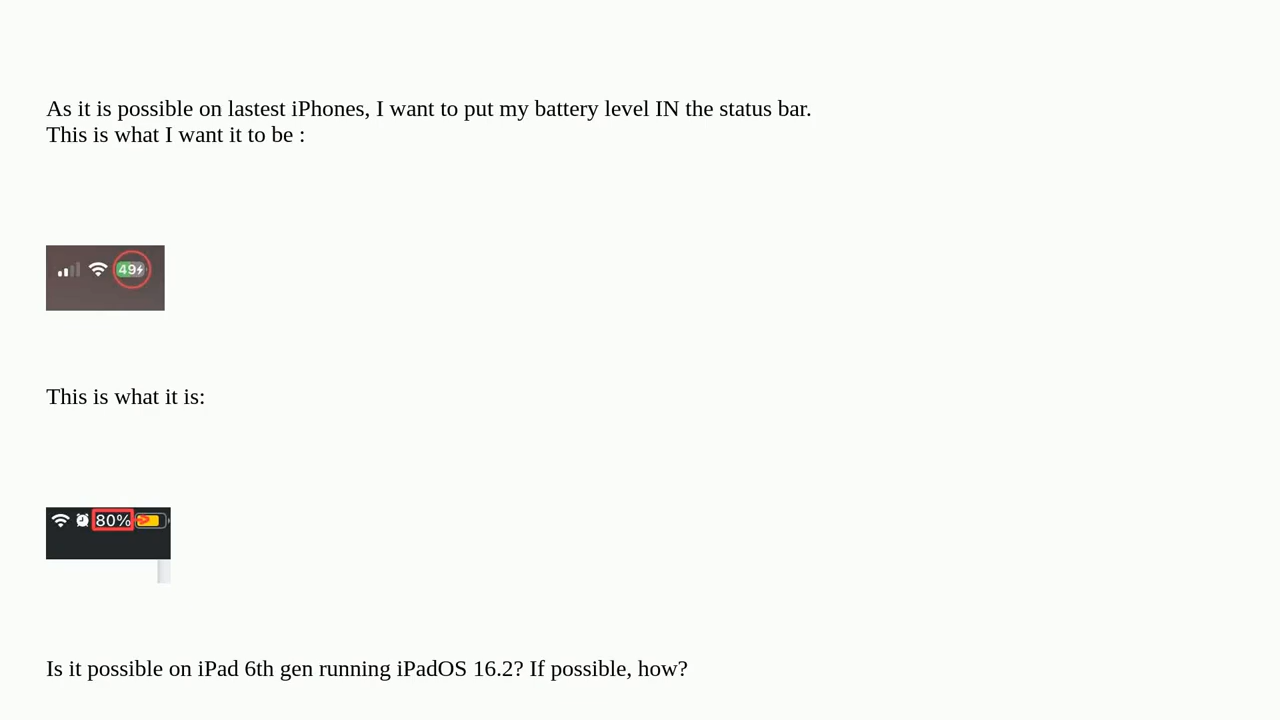 As it is possible on lastest iPhones, I want to put my battery level IN the status bar.
This is what I want it to be :
49
This is what it is:
80%
Is it possible on iPad 6th gen running iPadOS 16.2? If possible, how?